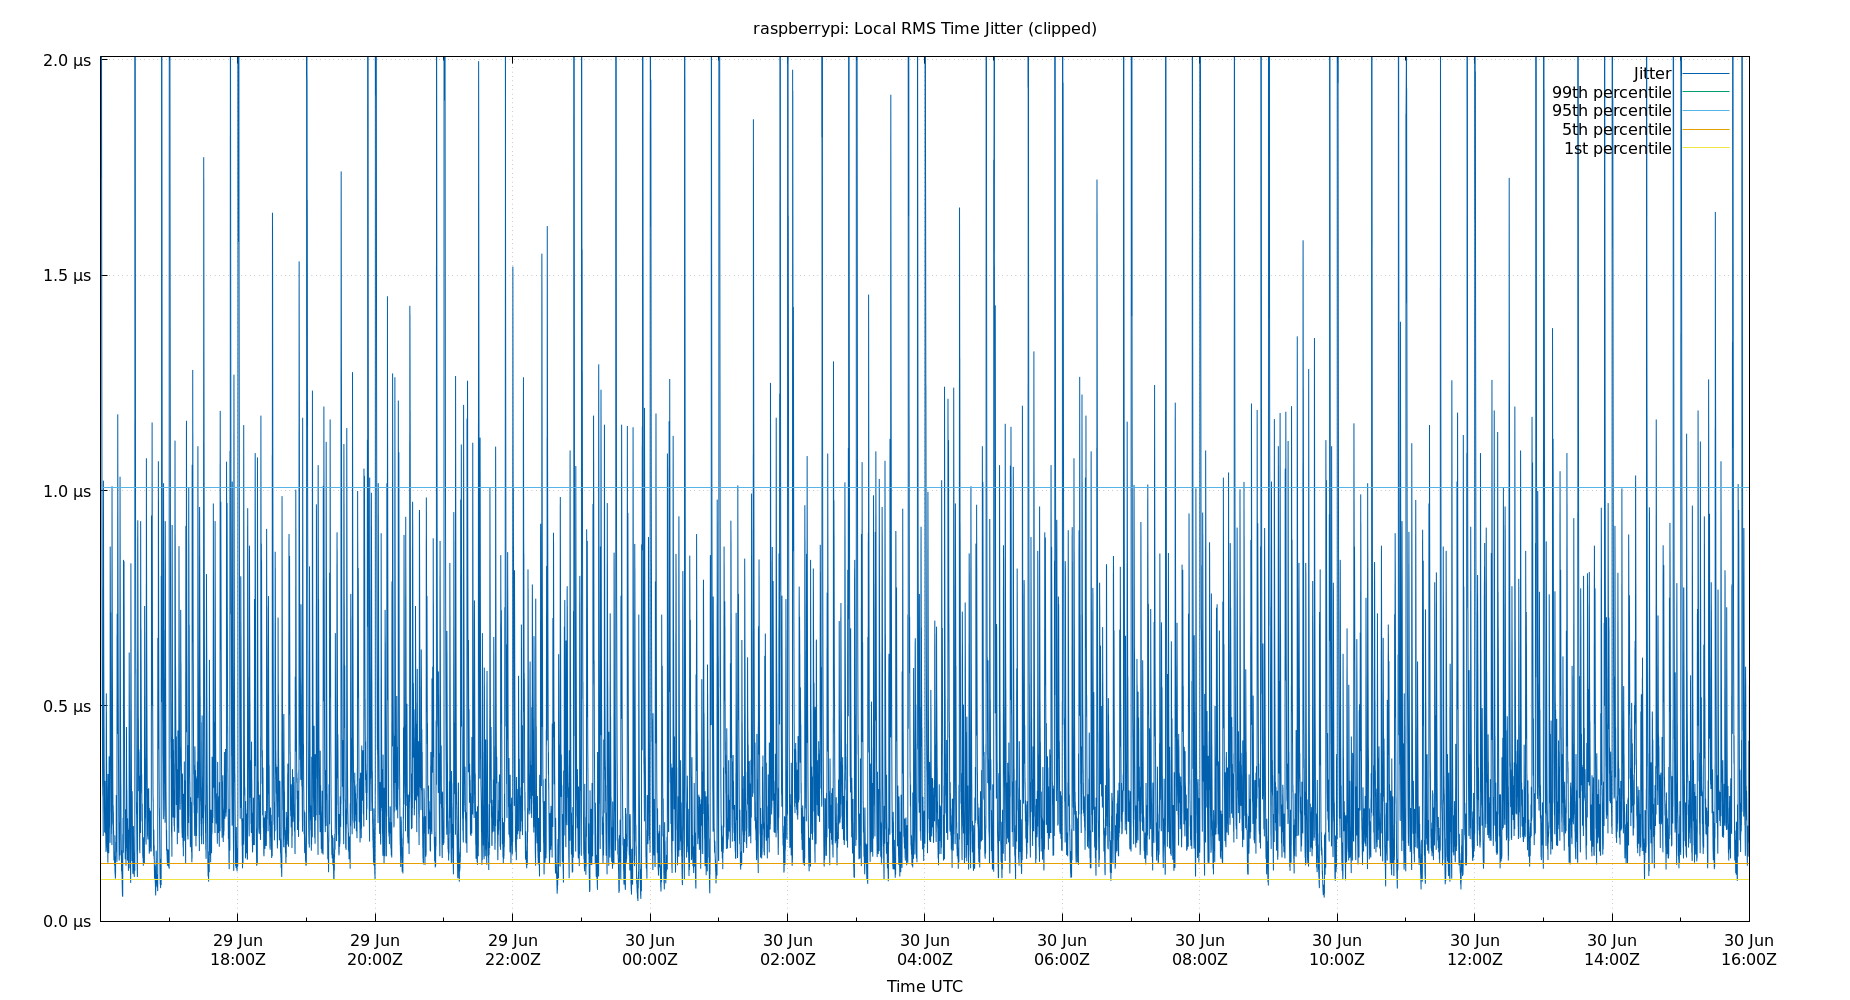 raspberrypi: Local RMS Time Jitter (clipped)
2.0 µs
1.5 µs
1.0 µs
0.5 µs
0.0 µs
Jitter
99th percentile
95th percentile
5th percentile
1st percentile
29 Jun 29 Jun 29 Jun 30 Jun 30 Jun 30 Jun 30 Jun 30 Jun 30 Jun 30 Jun 30 Jun 30 Jun
18:00Z 20:00Z 22:00Z 00:00Z 02:00Z 04:00Z 06:00Z 08:00Z 10:00Z 12:00Z 14:00Z 16:00Z
Time UTC